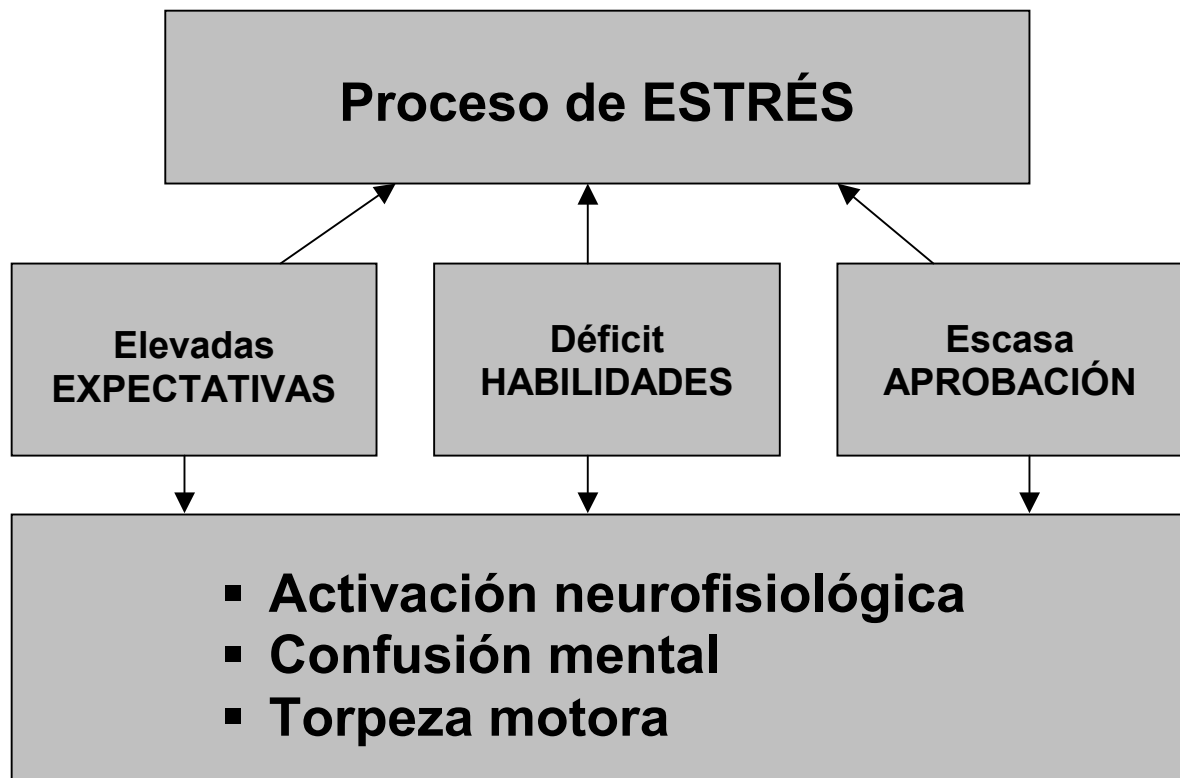 Proceso de ESTRÉS
Elevadas
EXPECTATIVAS
Déficit
HABILIDADES
Escasa
APROBACIÓN
▪ Activación neurofisiológica
▪ Confusión mental
▪ Torpeza motora